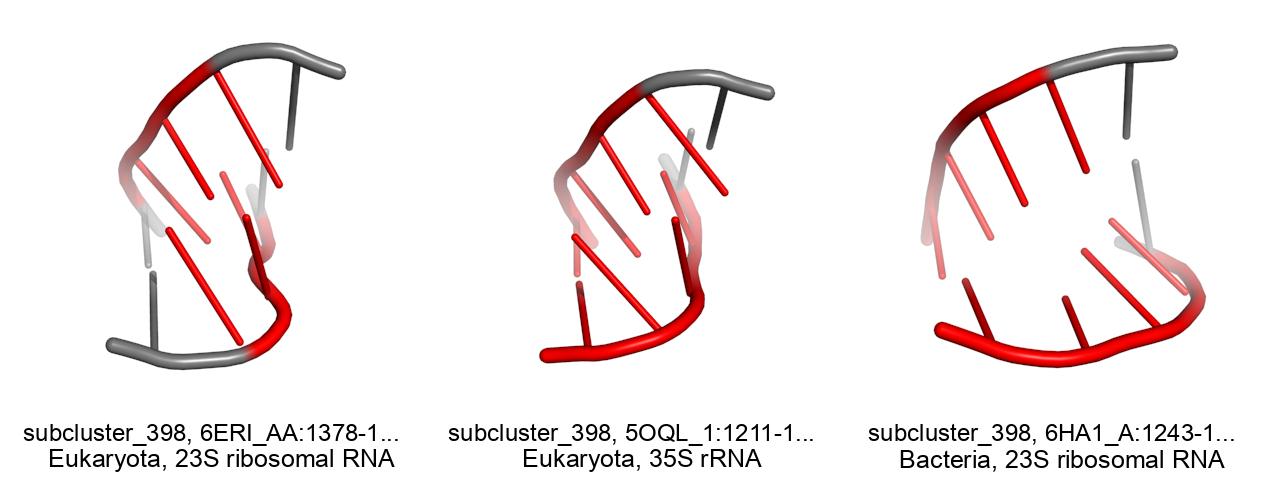 subcluster_398, 6ERI_AA:1378-1...
Eukaryota, 23S ribosomal RNA
subcluster_398, 5OQL_1:1211-1...
Eukaryota, 35S rRNA
subcluster_398, 6HA1_A:1243-1...
Bacteria, 23S ribosomal RNA